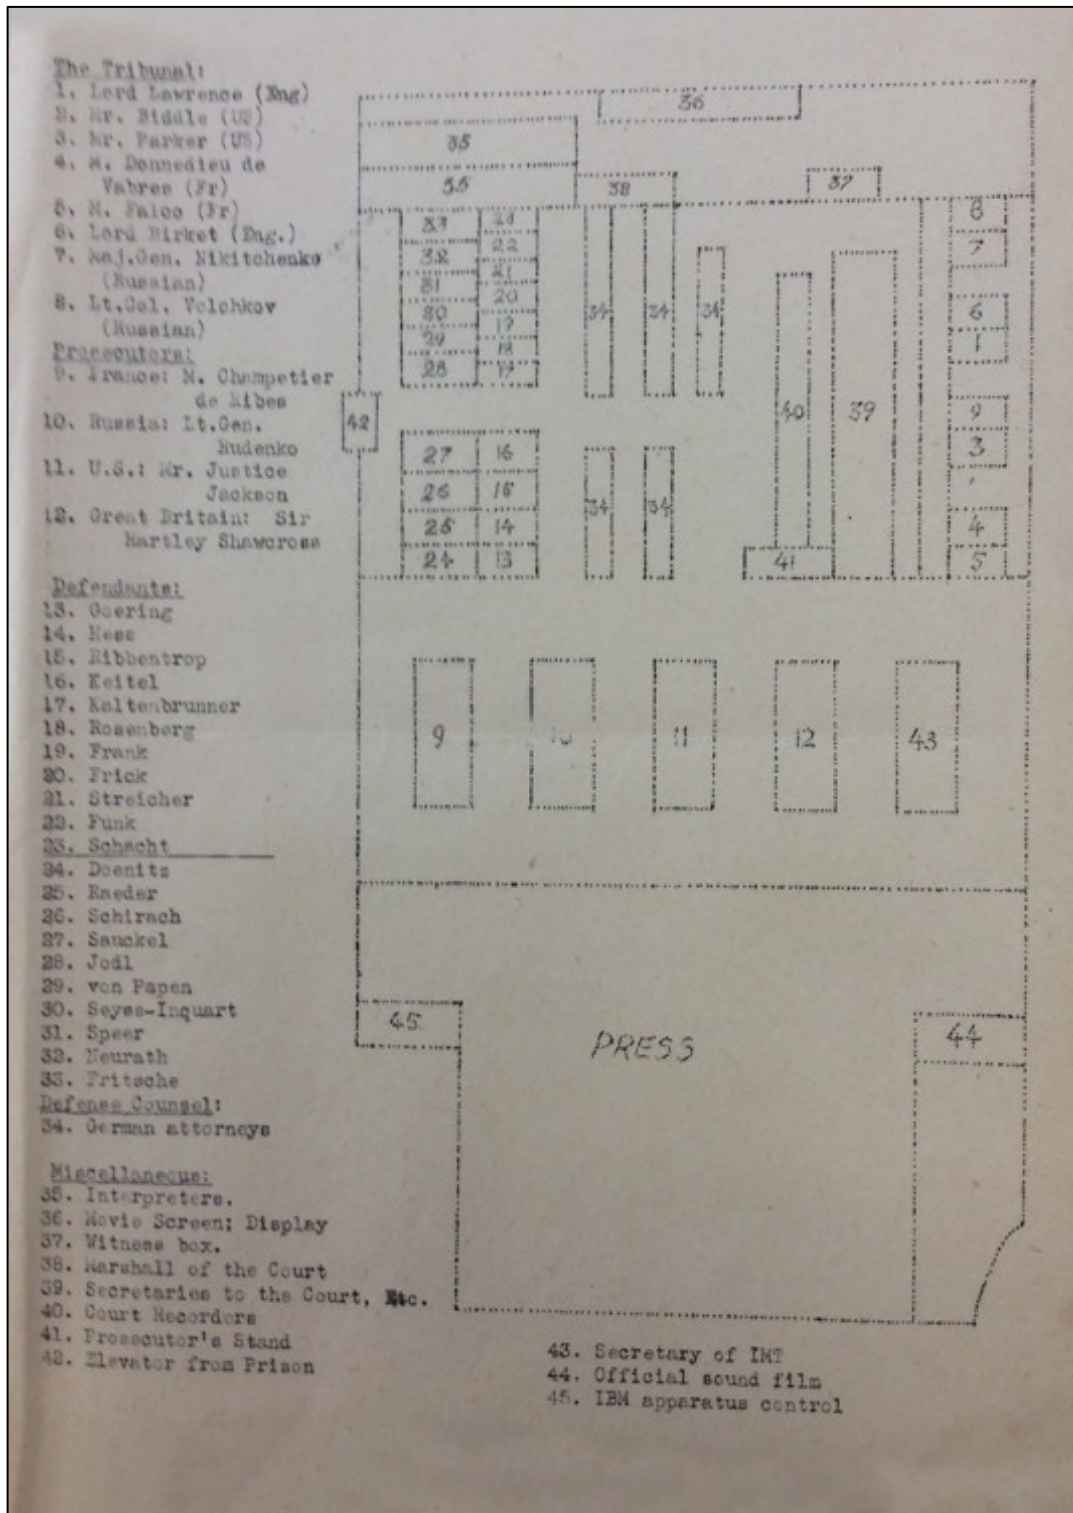 The Tribunal:
1. Lord Lawrence (Eng)
2. Mr. Biddle (US)
3. Mr. Parker (US)
4. M. Donnedieu de
Vabres (Fr)
5. M. Falco (Fr)
6. Lord Birket (Eng.)
7. Maj.Gen. Nikitchenko
(Russian)
8. Lt.Col. Volchkov
(Russian)
Prosecutors:
9. France: M. Champetier
de Ribes
10. Russia: Lt.Gen.
Rudenko
11. U.S.: Mr. Justice
Jackson
12. Great Britain: Sir
Hartley Shawcross
Defendants:
13. Goering
14. Hess
15. Ribbentrop
16. Keitel
17. Kaltenbrunner
18. Rosenberg
19. Frank
20. Frick
21. Streicher
22. Funk
23. Schacht
24. Doenitz
25. Raeder
26. Schirach
27. Sauckel
28. Jodl
29. von Papen
30. Seyss-Inquart
31. Speer
32. Neurath
33. Fritsche
Defense Counsel:
34. German attorneys
Miscellaneous:
35. Interpreters.
36. Movie Screen; Display
37. Witness box.
38. Marshall of the Court
39. Secretaries to the Court, Etc.
40. Court Recorders
41. Prosecutor's Stand
42. Elevator from Prison
43. Secretary of IMT
44. Official sound film
45. IBM apparatus control
36
35
35 38 37
33 23 8
32 22 7
31 21
30 20 34 34 34 6
29 19 1
28 18
17
42 40 39 9
27 16 3
26 15 34 34
25 14 4
24 13 41 5
9 10 11 12 43
45 PRESS 44